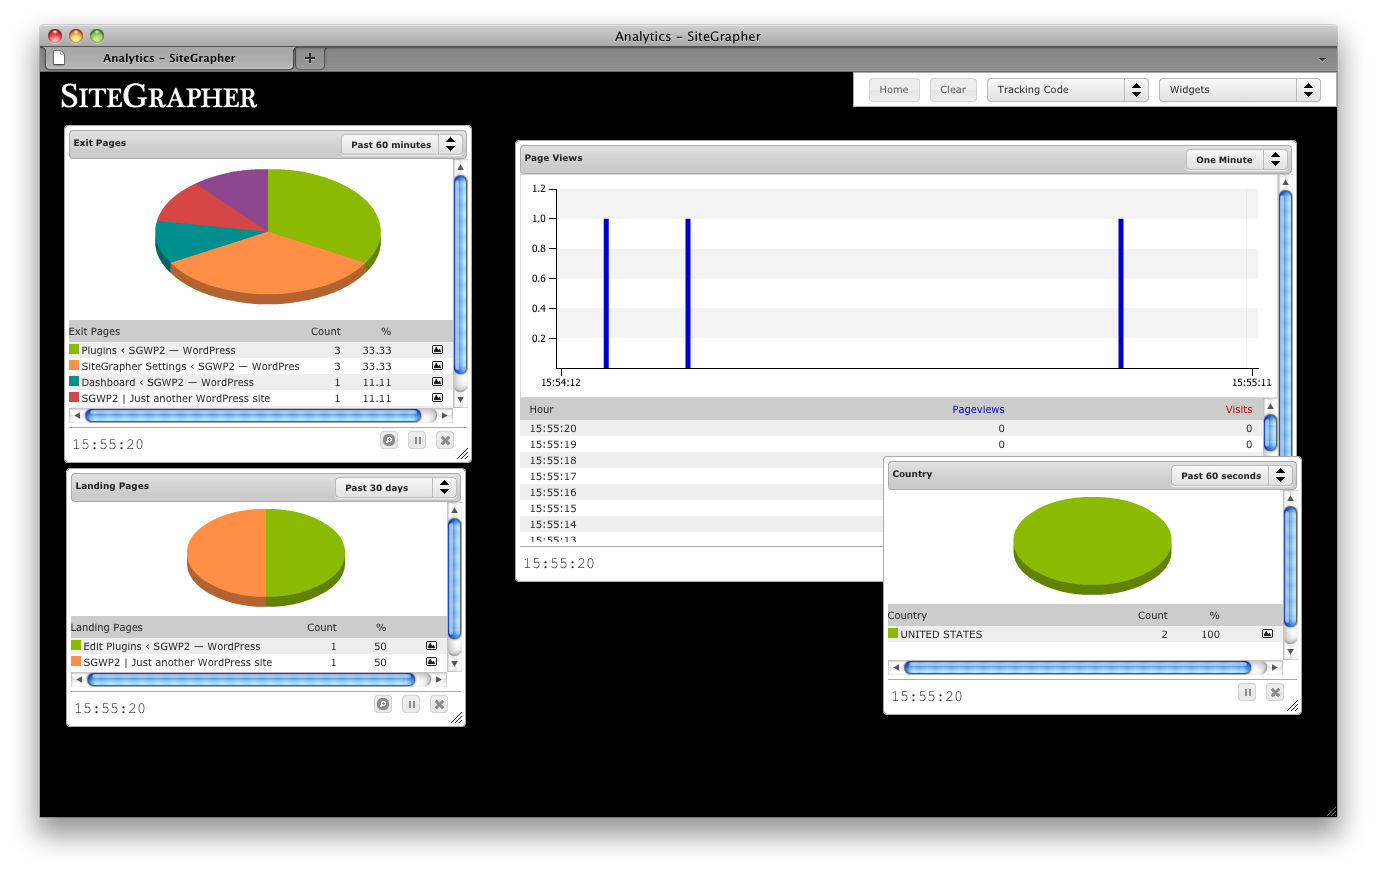 Analytics – SiteGrapher
Analytics – SiteGrapher
SITEGRAPHER
Home Clear Tracking Code Widgets
Exit Pages Past 60 minutes
Exit Pages Count %
Plugins ‹ SGWP2 — WordPress 3 33.33
SiteGrapher Settings ‹ SGWP2 — WordPres 3 33.33
Dashboard ‹ SGWP2 — WordPress 1 11.11
SGWP2 | Just another WordPress site 1 11.11
15:55:20
Landing Pages Past 30 days
Landing Pages Count %
Edit Plugins ‹ SGWP2 — WordPress 1 50
SGWP2 | Just another WordPress site 1 50
15:55:20
Page Views One Minute
1.2
1.0
0.8
0.6
0.4
0.2
15:54:12 15:55:11
Hour Pageviews Visits
15:55:20 0 0
15:55:19 0 0
15:55:18
15:55:17
15:55:16
15:55:15
15:55:14
15:55:13
15:55:20
Country Past 60 seconds
Country Count %
UNITED STATES 2 100
15:55:20